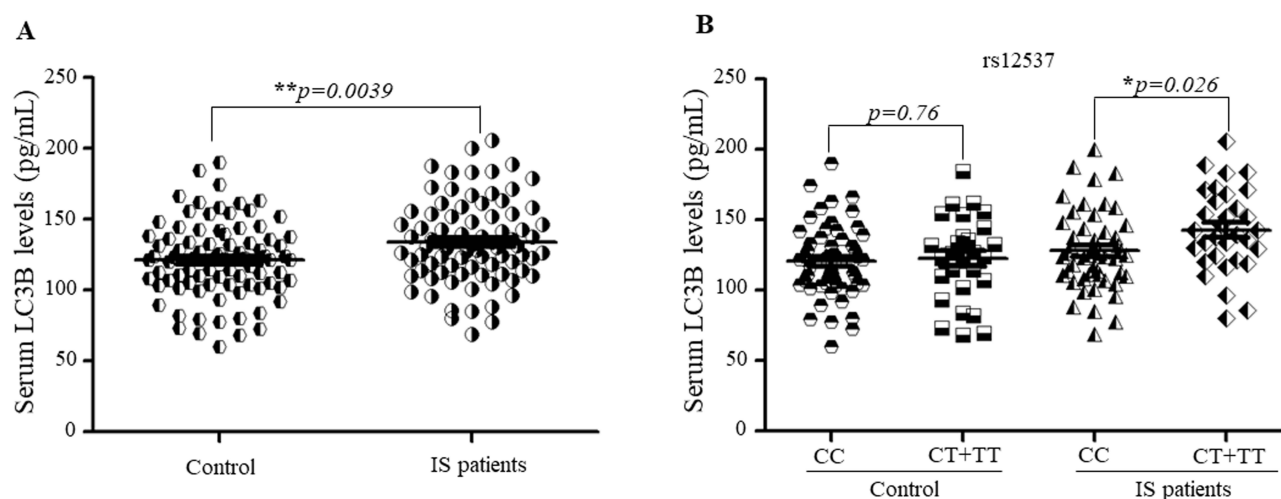 A
Serum LC3B levels (pg/mL)
250
200
150
100
50
0
**p=0.0039
Control
IS patients
B
rs12537
Serum LC3B levels (pg/mL)
250
200
150
100
50
0
p=0.76
*p=0.026
CC
CT+TT
CC
CT+TT
Control
IS patients